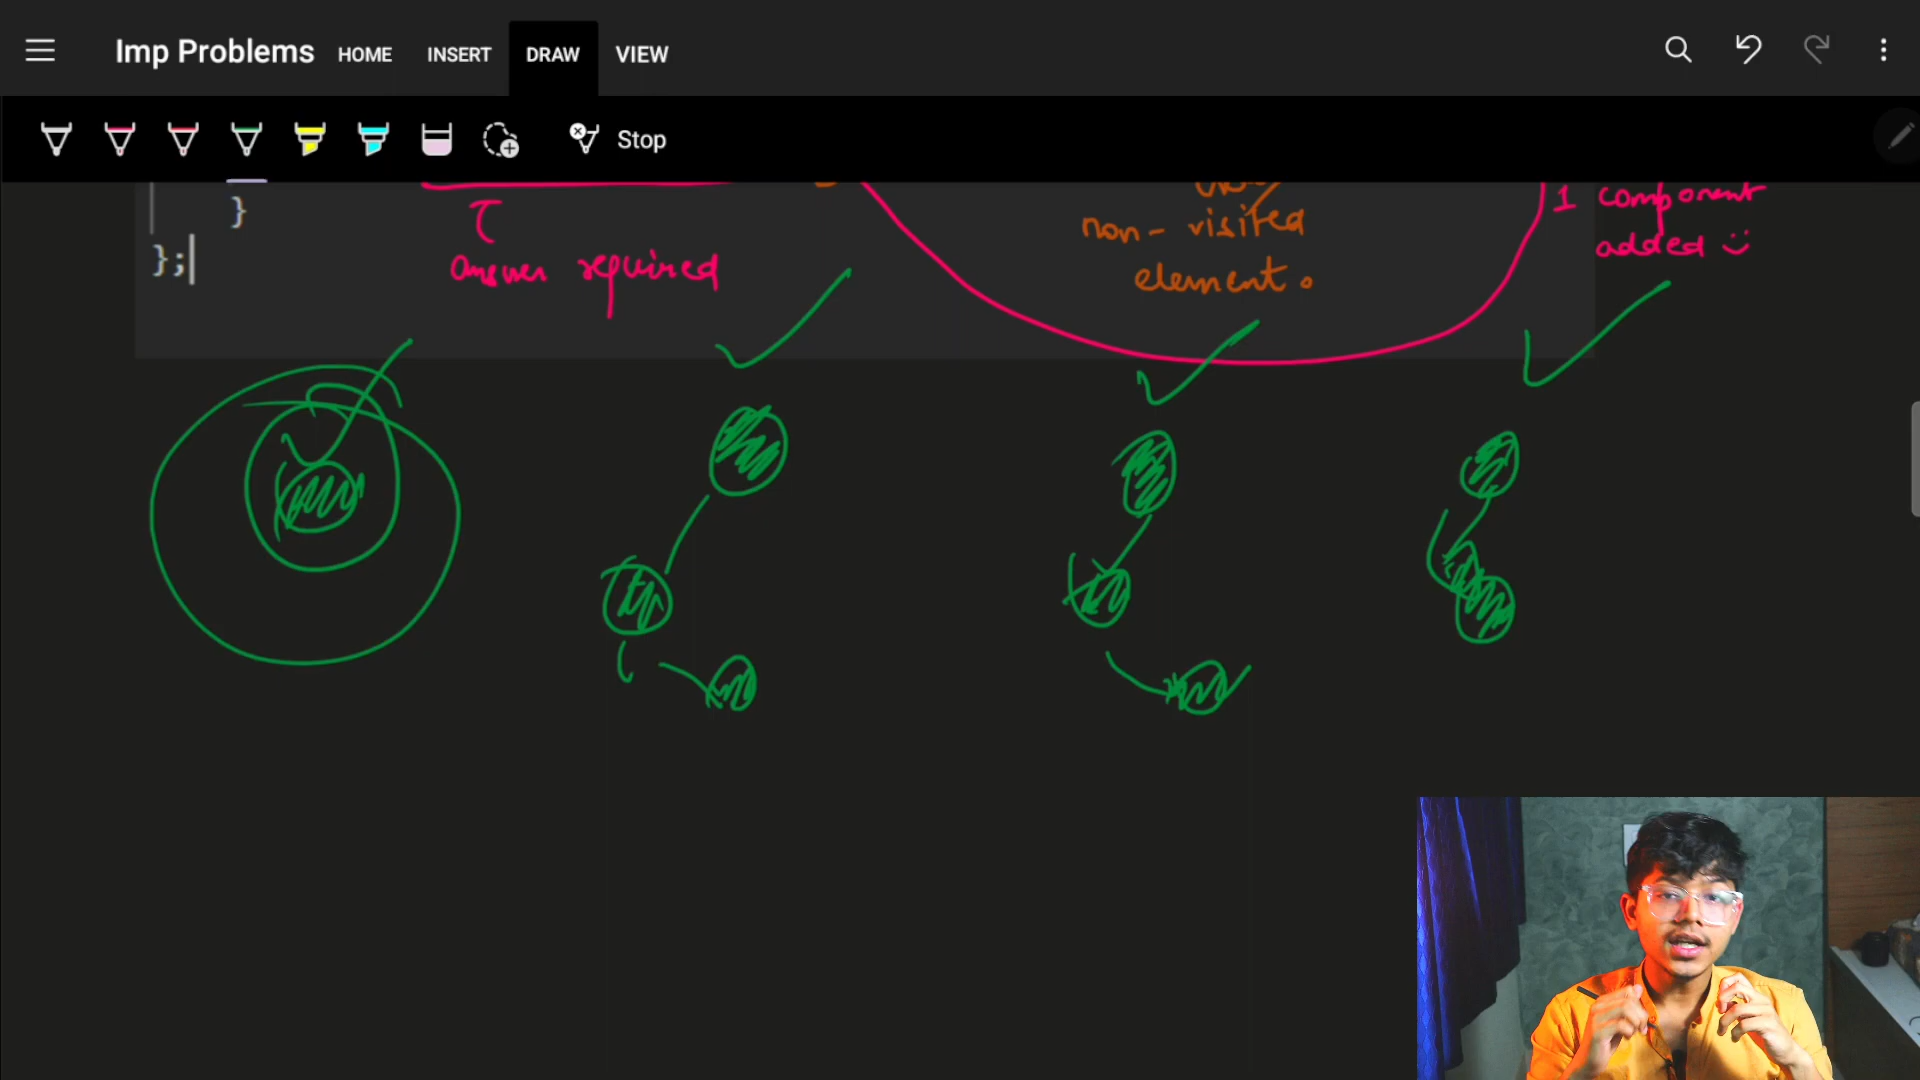 Imp Problems HOME INSERT DRAW VIEW
Stop
}
};
answer required
non-visited
element.
1 component
added :)